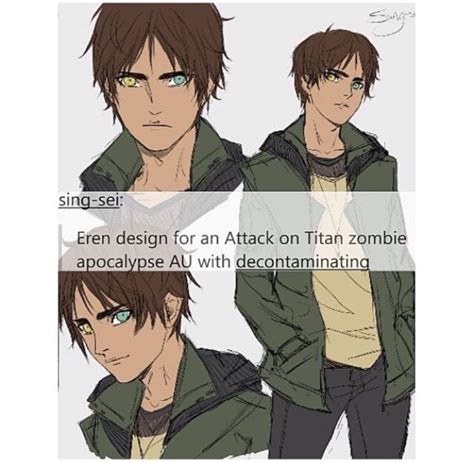 sing-sei:
Eren design for an Attack on Titan zombie
apocalypse AU with decontaminating